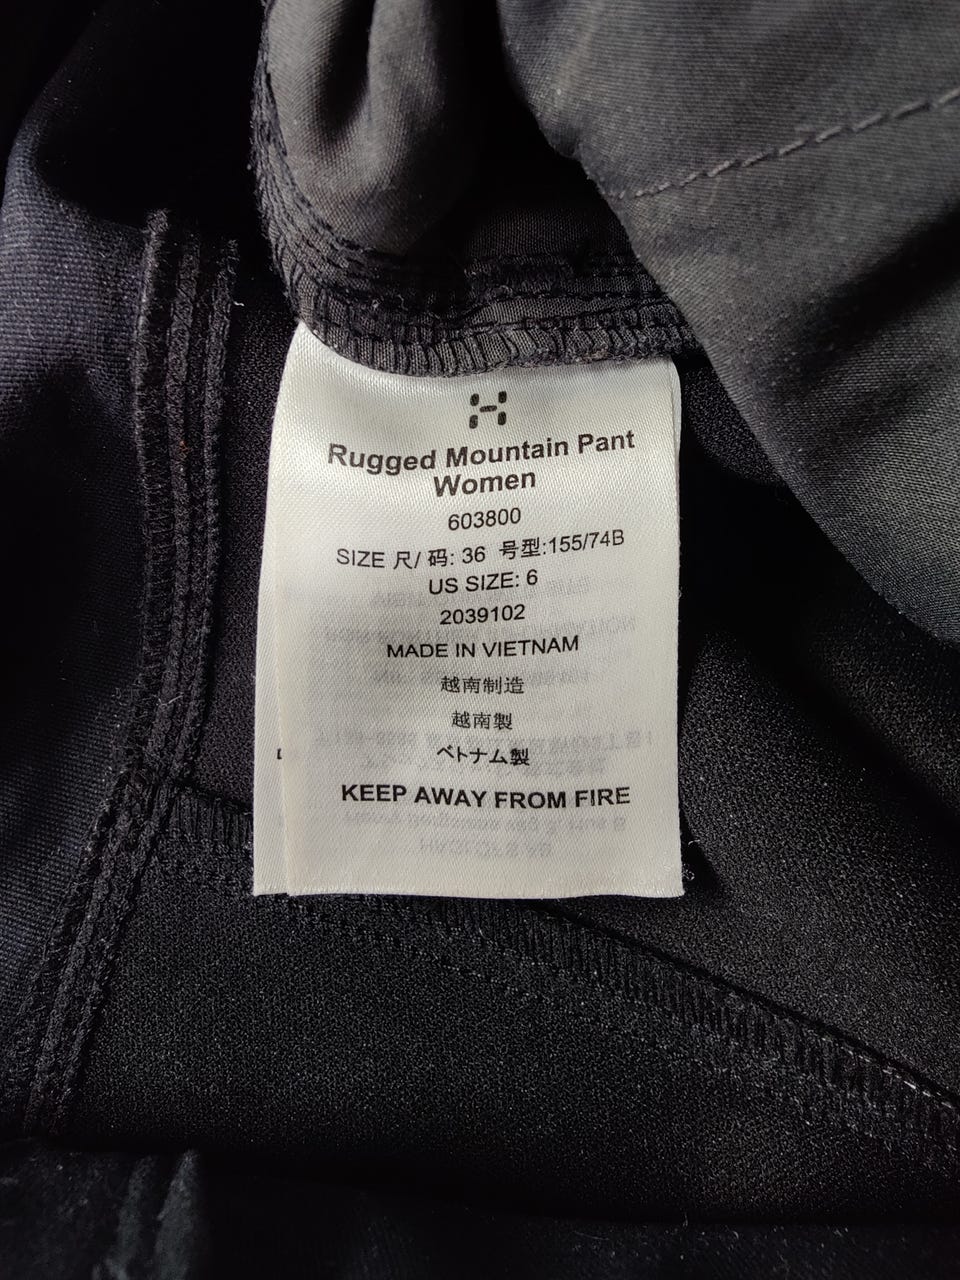 Rugged Mountain Pant
Women
603800
SIZE 尺/ 码: 36 号型:155/74B
US SIZE: 6
2039102
MADE IN VIETNAM
越南制造
越南製
ベトナム製
KEEP AWAY FROM FIRE